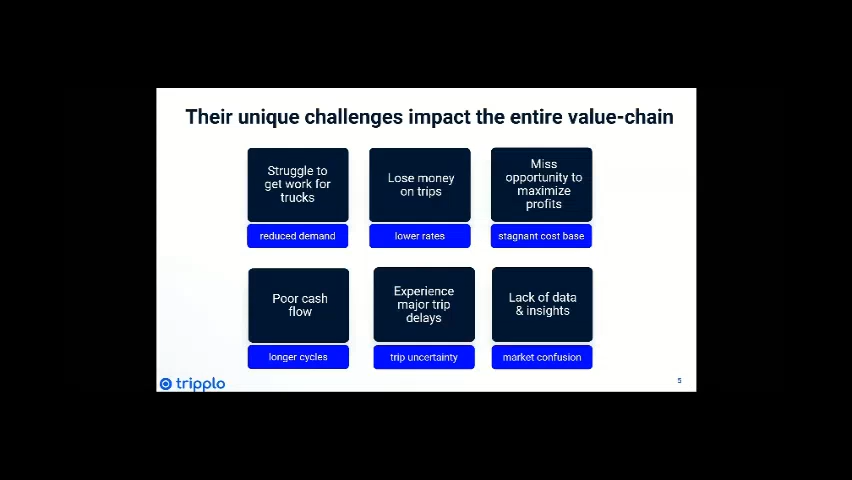 Their unique challenges impact the entire value-chain
Struggle to
get work for
trucks
reduced demand
Lose money
on trips
lower rates
Miss
opportunity to
maximize
profits
stagnant cost base
Poor cash
flow
longer cycles
Experience
major trip
delays
trip uncertainty
Lack of data
& insights
market confusion
tripplo
5